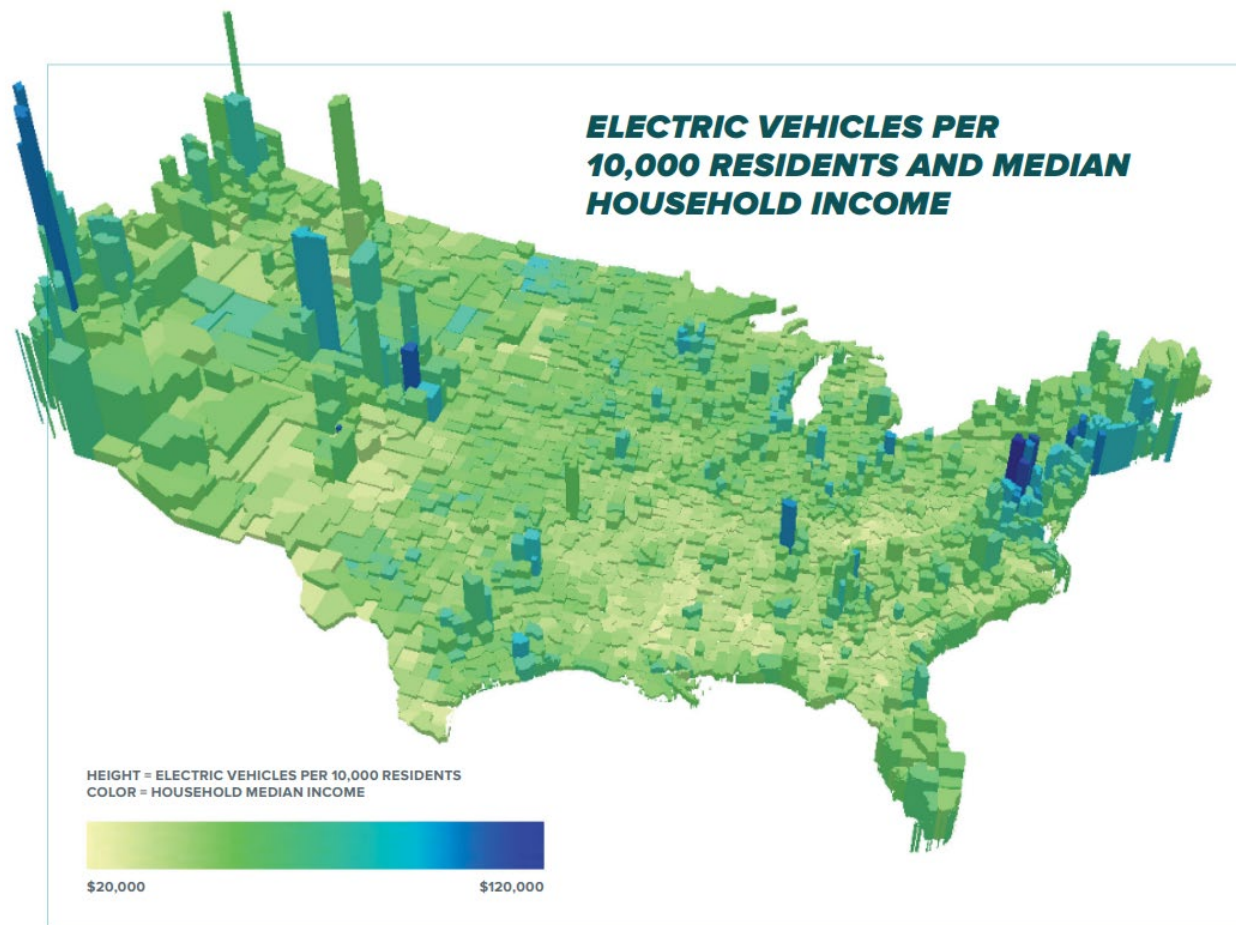 ELECTRIC VEHICLES PER
10,000 RESIDENTS AND MEDIAN
HOUSEHOLD INCOME
HEIGHT = ELECTRIC VEHICLES PER 10,000 RESIDENTS
COLOR = HOUSEHOLD MEDIAN INCOME
$20,000
$120,000